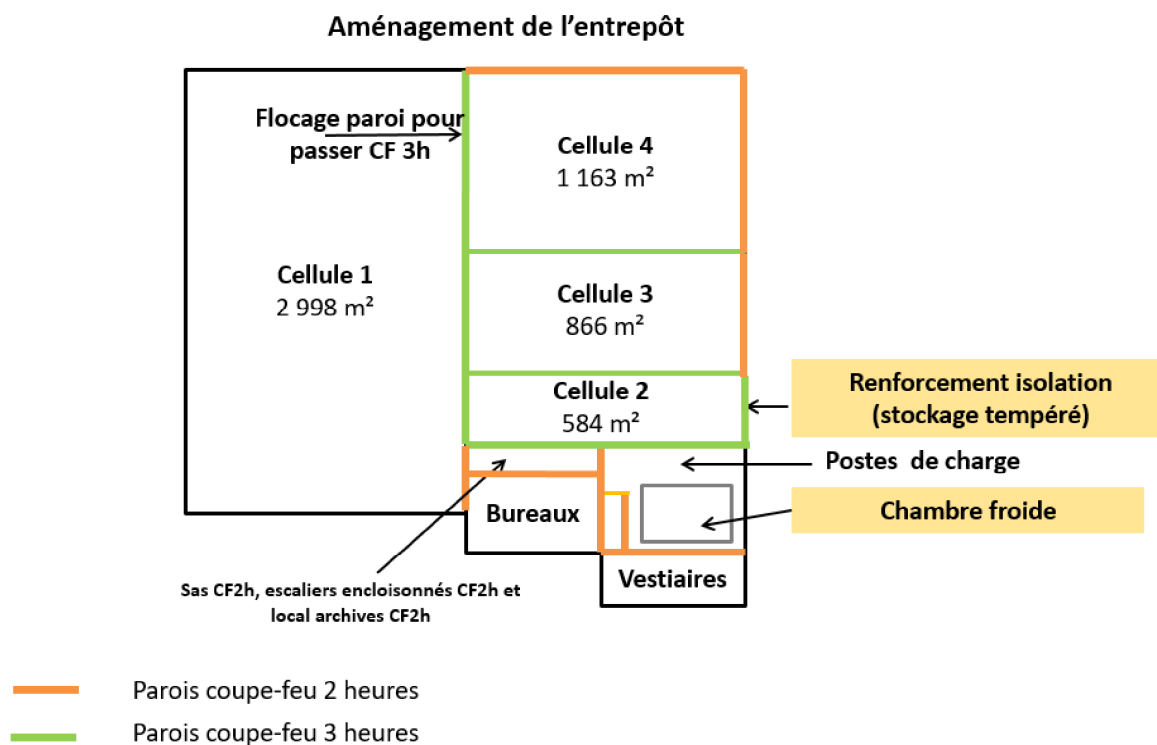 Aménagement de l’entrepôt
Flocage paroi pour
passer CF 3h
Cellule 4
1 163 m²
Cellule 1
2 998 m²
Cellule 3
866 m²
Cellule 2
584 m²
Renforcement isolation
(stockage tempéré)
Postes de charge
Bureaux
Chambre froide
Vestiaires
Sas CF2h, escaliers encloisonnés CF2h et
local archives CF2h
Parois coupe-feu 2 heures
Parois coupe-feu 3 heures